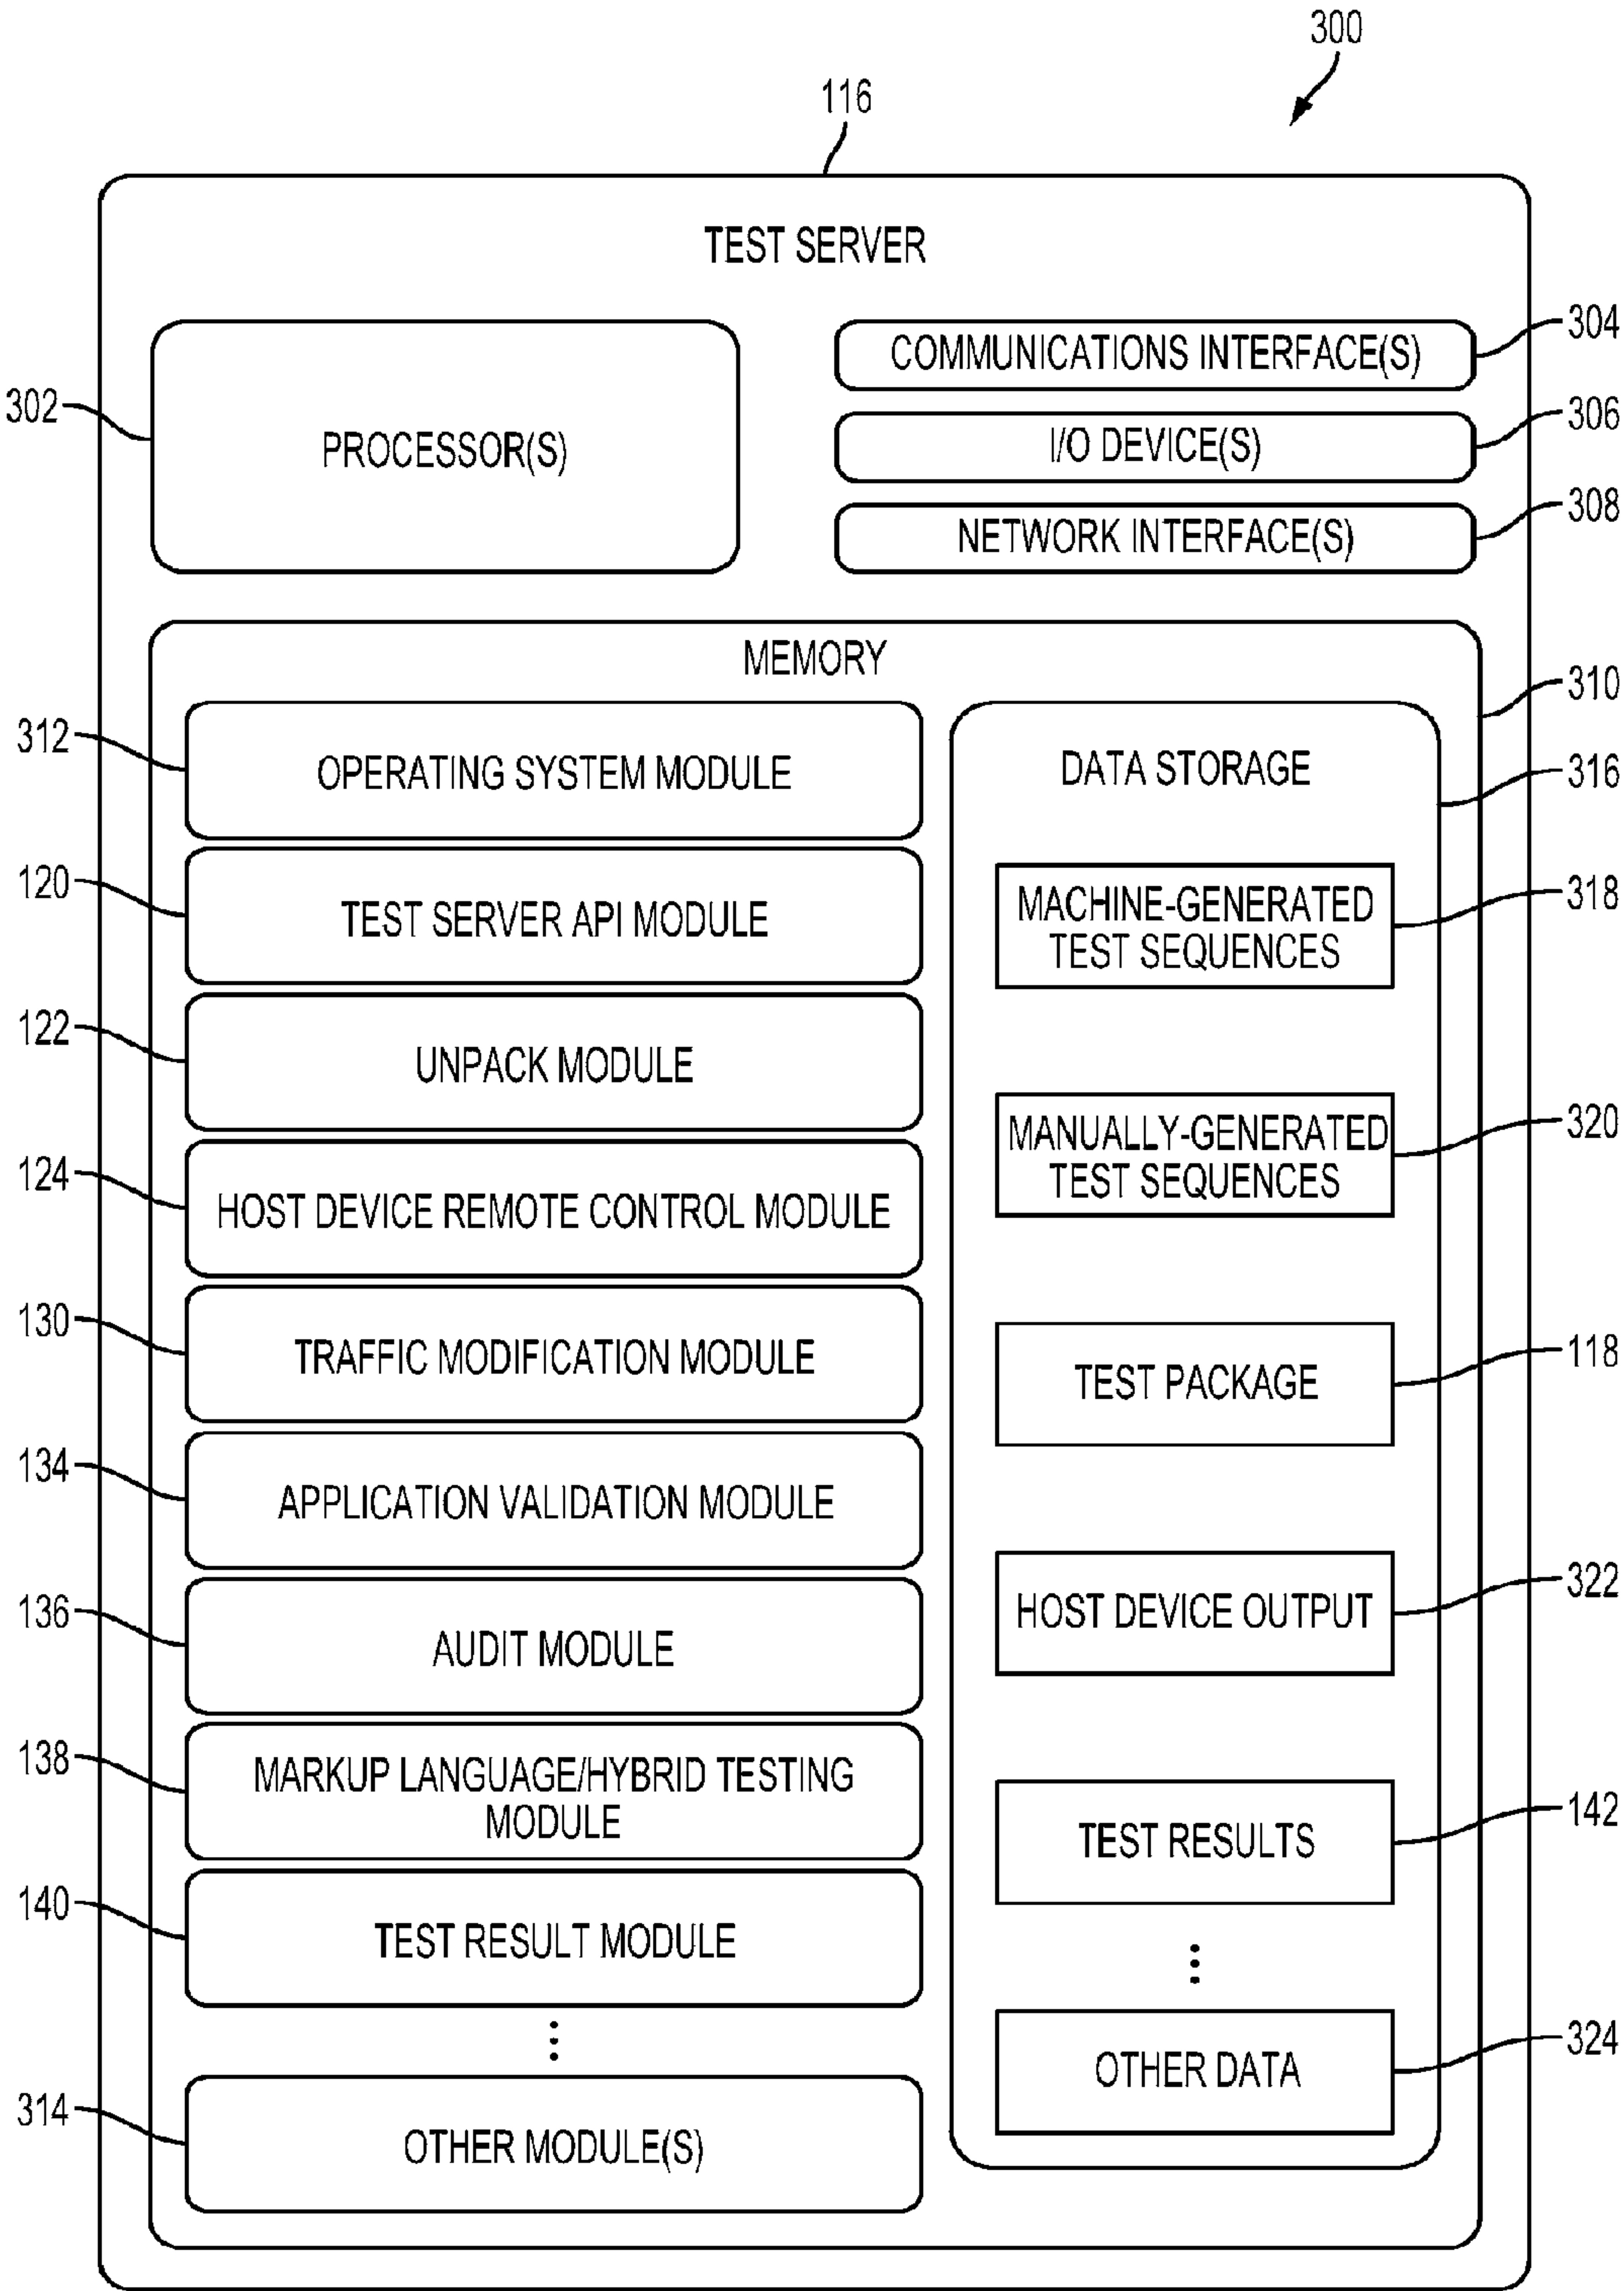 300
116
TEST SERVER
302
PROCESSOR(S)
COMMUNICATIONS INTERFACE(S)
304
I/O DEVICE(S)
306
NETWORK INTERFACE(S)
308
MEMORY
310
312
OPERATING SYSTEM MODULE
120
TEST SERVER API MODULE
122
UNPACK MODULE
124
HOST DEVICE REMOTE CONTROL MODULE
130
TRAFFIC MODIFICATION MODULE
134
APPLICATION VALIDATION MODULE
136
AUDIT MODULE
138
MARKUP LANGUAGE/HYBRID TESTING
MODULE
140
TEST RESULT MODULE
⋮
314
OTHER MODULE(S)
DATA STORAGE
316
MACHINE-GENERATED
TEST SEQUENCES
318
MANUALLY-GENERATED
TEST SEQUENCES
320
TEST PACKAGE
118
HOST DEVICE OUTPUT
322
TEST RESULTS
142
⋮
OTHER DATA
324